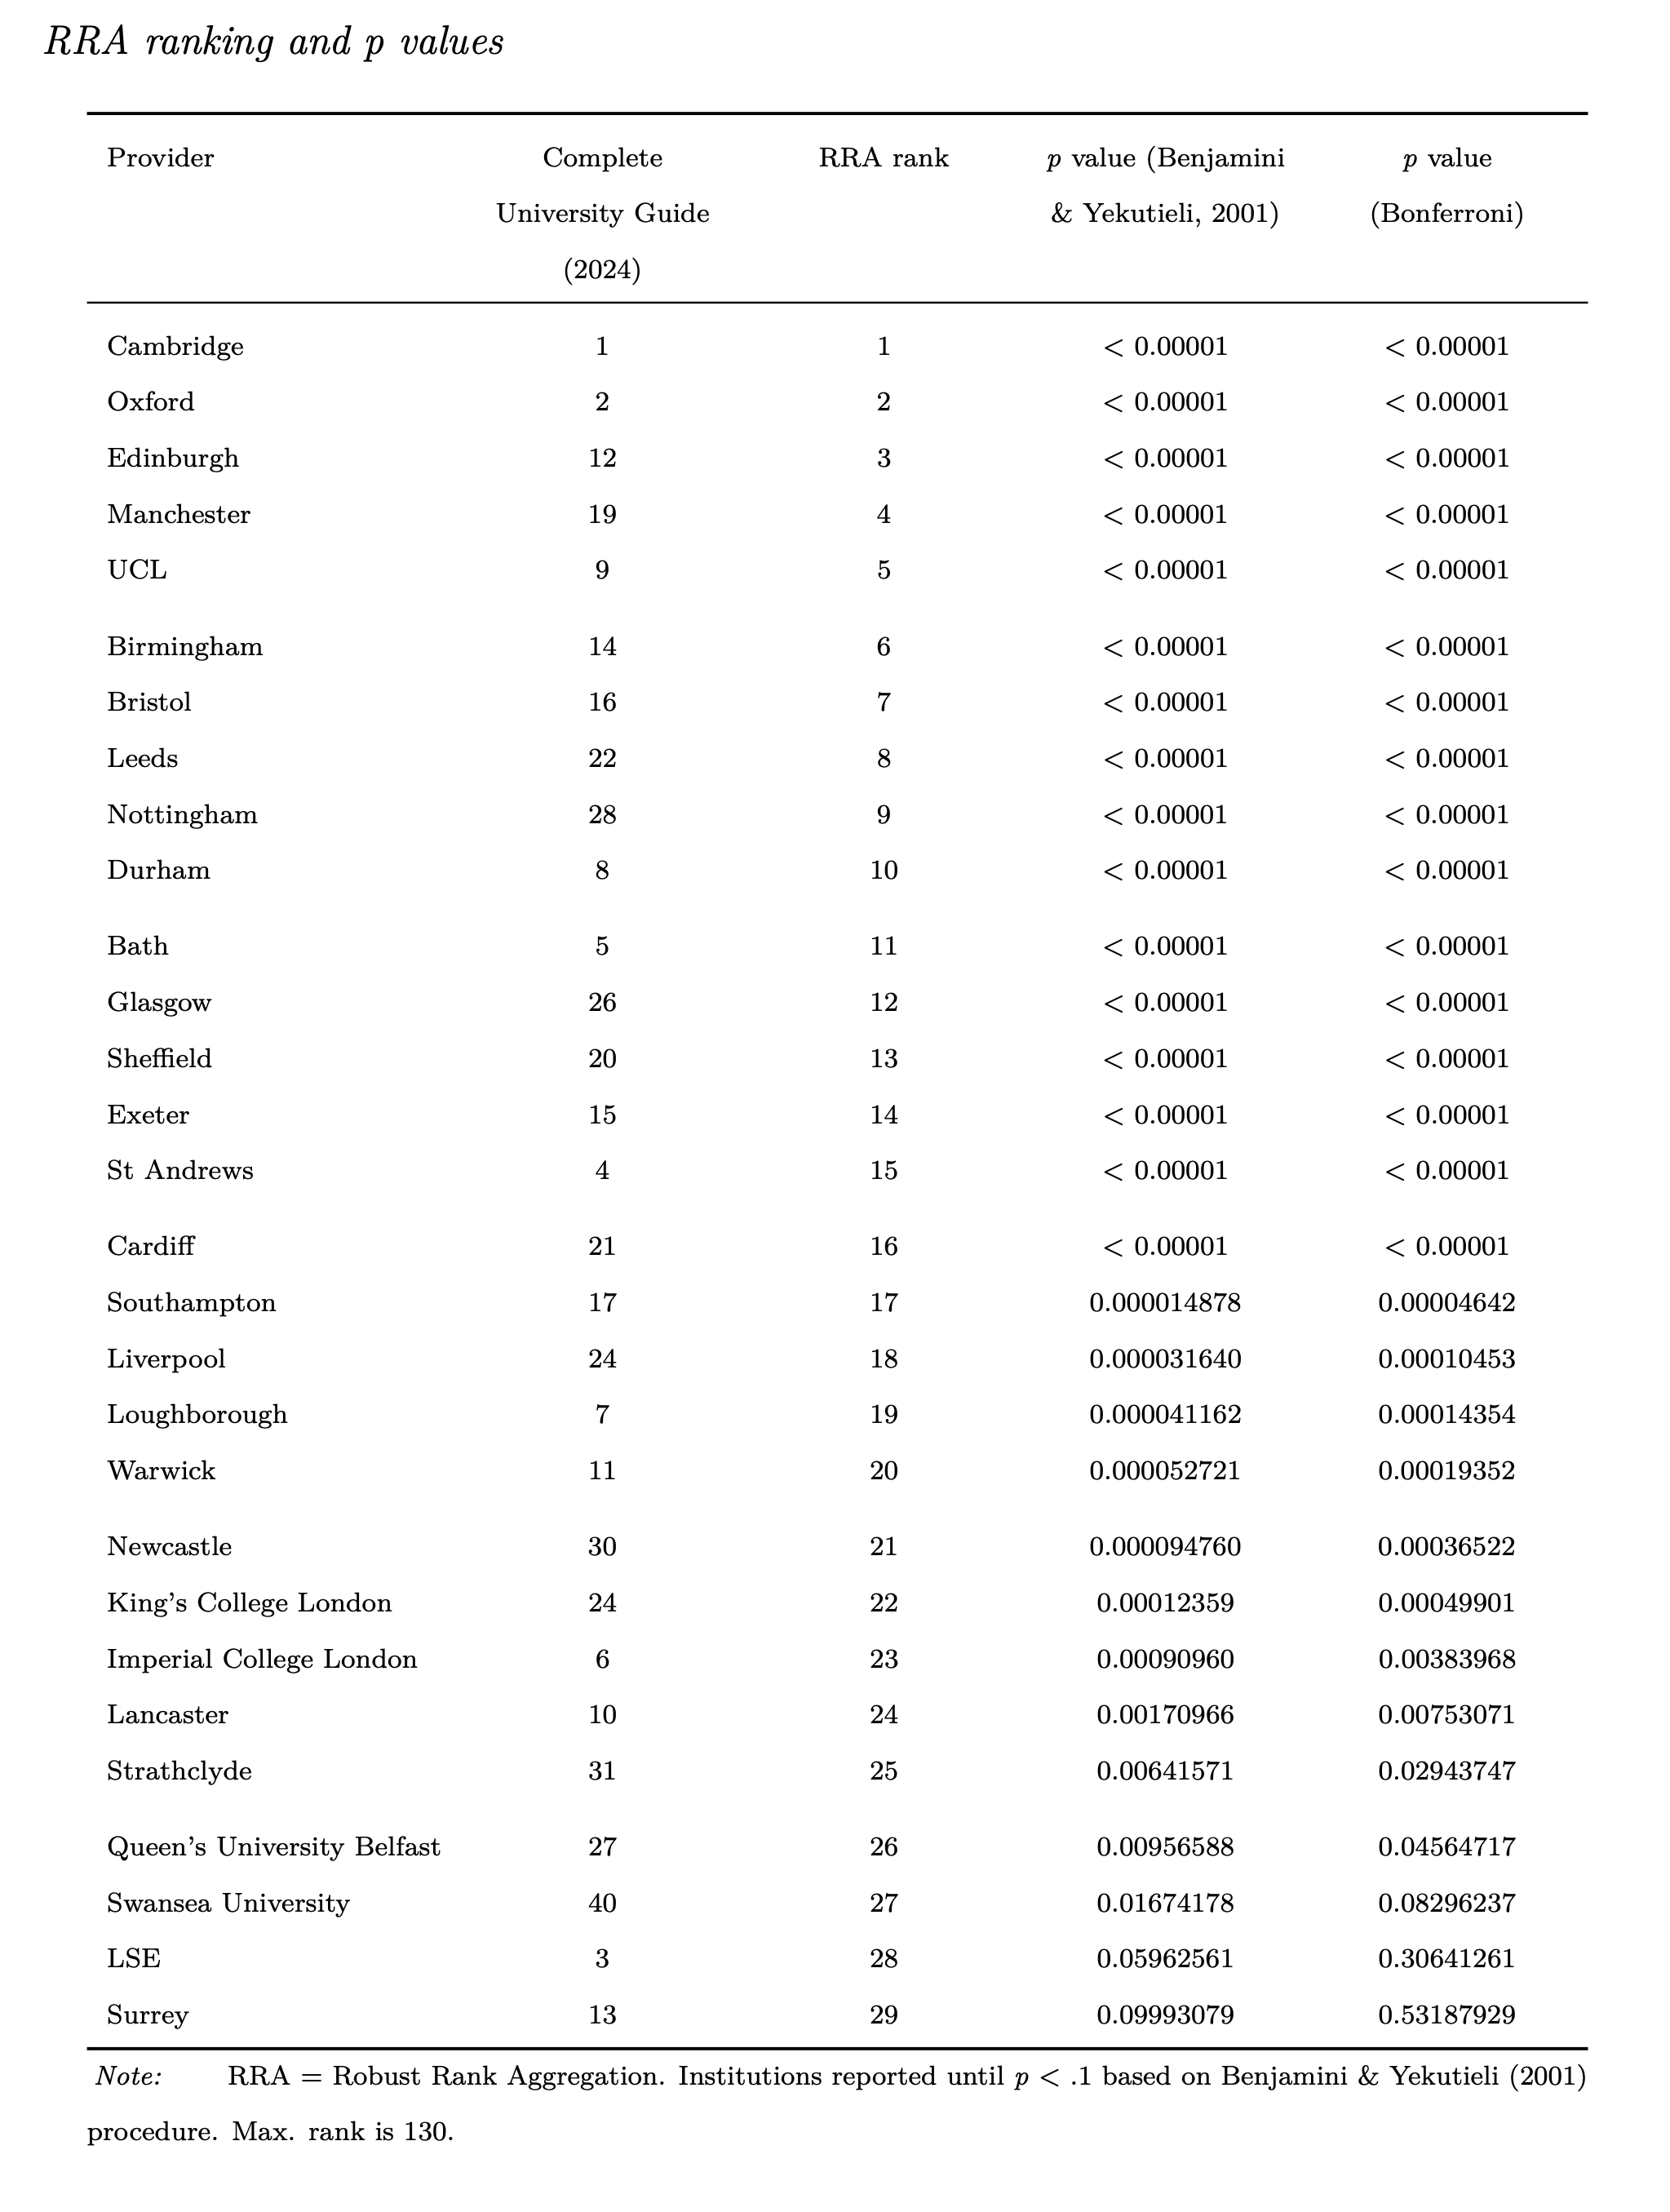 RRA ranking and p values
Provider Complete RRA rank p value (Benjamini p value
University Guide & Yekutieli, 2001) (Bonferroni)
(2024)
Cambridge 1 1 < 0.00001 < 0.00001
Oxford 2 2 < 0.00001 < 0.00001
Edinburgh 12 3 < 0.00001 < 0.00001
Manchester 19 4 < 0.00001 < 0.00001
UCL 9 5 < 0.00001 < 0.00001
Birmingham 14 6 < 0.00001 < 0.00001
Bristol 16 7 < 0.00001 < 0.00001
Leeds 22 8 < 0.00001 < 0.00001
Nottingham 28 9 < 0.00001 < 0.00001
Durham 8 10 < 0.00001 < 0.00001
Bath 5 11 < 0.00001 < 0.00001
Glasgow 26 12 < 0.00001 < 0.00001
Sheffield 20 13 < 0.00001 < 0.00001
Exeter 15 14 < 0.00001 < 0.00001
St Andrews 4 15 < 0.00001 < 0.00001
Cardiff 21 16 < 0.00001 < 0.00001
Southampton 17 17 0.000014878 0.00004642
Liverpool 24 18 0.000031640 0.00010453
Loughborough 7 19 0.000041162 0.00014354
Warwick 11 20 0.000052721 0.00019352
Newcastle 30 21 0.000094760 0.00036522
King's College London 24 22 0.00012359 0.00049901
Imperial College London 6 23 0.00090960 0.00383968
Lancaster 10 24 0.00170966 0.00753071
Strathclyde 31 25 0.00641571 0.02943747
Queen's University Belfast 27 26 0.00956588 0.04564717
Swansea University 40 27 0.01674178 0.08296237
LSE 3 28 0.05962561 0.30641261
Surrey 13 29 0.09993079 0.53187929
Note: RRA = Robust Rank Aggregation. Institutions reported until p < .1 based on Benjamini & Yekutieli (2001)
procedure. Max. rank is 130.